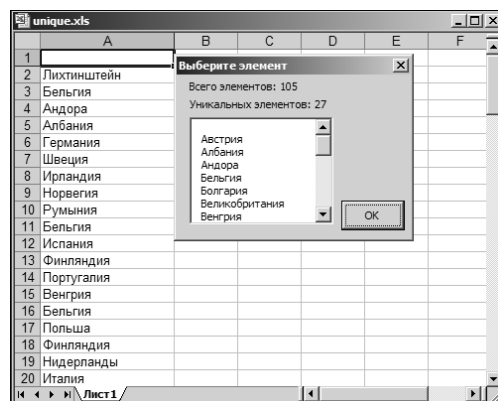 unique.xls
A B C D E F
1
2 Лихтинштейн
3 Бельгия
4 Андора
5 Албания
6 Германия
7 Швеция
8 Ирландия
9 Норвегия
10 Румыния
11 Бельгия
12 Испания
13 Финляндия
14 Португалия
15 Венгрия
16 Бельгия
17 Польша
18 Финляндия
19 Нидерланды
20 Италия
Лист1
Выберите элемент
Всего элементов: 105
Уникальных элементов: 27
Австрия
Албания
Андора
Бельгия
Болгария
Великобритания
Венгрия
OK